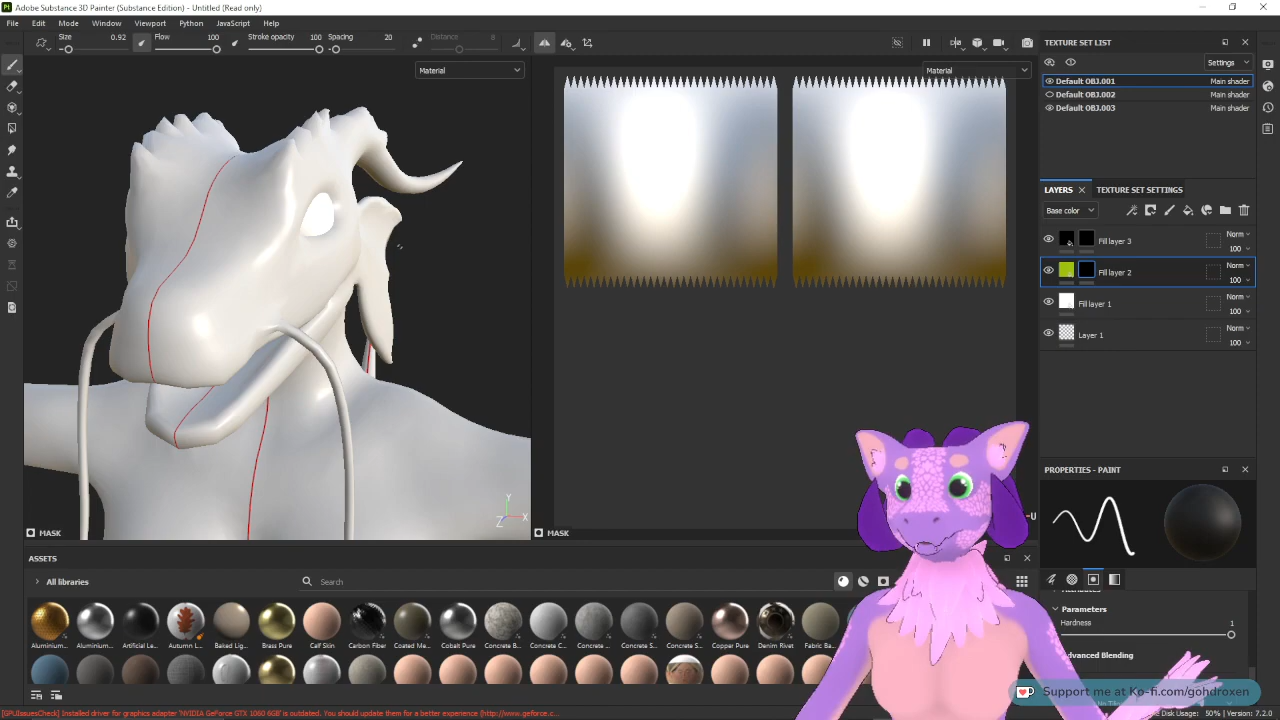 Adobe Substance 3D Painter (Substance Edition) - Untitled (Read only)
File Edit Mode Window Viewport Python JavaScript Help
Size 0.92 Flow 100 Stroke opacity 100 Spacing 20 Distance 8
Material
Material
TEXTURE SET LIST
Settings
Default OBJ.001 Main shader
Default OBJ.002 Main shader
Default OBJ.003 Main shader
LAYERS TEXTURE SET SETTINGS
Base color
Fill layer 3 Norm 100
Fill layer 2 Norm 100
Fill layer 1 Norm 100
Layer 1 Norm 100
Y
X
Z
MASK
MASK
-U
PROPERTIES - PAINT
Parameters
Hardness 1
Advanced Blending
ASSETS
All libraries
Search
Aluminium... Aluminium... Artificial Le... Autumn L... Baked Lig... Brass Pure Calf Skin Carbon Fiber Coated Me... Cobalt Pure Concrete B... Concrete C... Concrete ... Concrete S... Concrete S... Copper Pure Denim Rivet Fabric Ba...
Support me at Ko-fi.com/gohdroxen
[GPUIssuesCheck] Installed driver for graphics adapter 'NVIDIA GeForce GTX 1060 6GB' is outdated. You should update them for a better experience (http://www.geforce.c...
Disk Usage: 50% | Version: 7.2.0